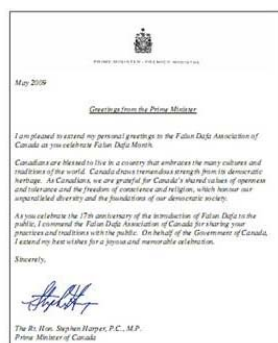 PRIME MINISTER · PREMIER MINISTRE
May 2009
Greetings from the Prime Minister
I am pleased to extend my personal greetings to the Falun Dafa Association of
Canada as you celebrate Falun Dafa Month.
Canadians are blessed to live in a country that embraces the many cultures and
traditions of the world. Canada draws tremendous strength from its democratic
heritage. As Canadians, we are grateful for Canada's shared values of openness
and tolerance and the freedom of conscience and religion, which honour our
unparalleled diversity and the foundations of our democratic society.
As you celebrate the 17th anniversary of the introduction of Falun Dafa to the
public, I commend the Falun Dafa Association of Canada for sharing your
practices and traditions with the public. On behalf of the Government of Canada,
I extend my best wishes for a joyous and memorable celebration.
Sincerely,
The Rt. Hon. Stephen Harper, P.C., M.P.
Prime Minister of Canada